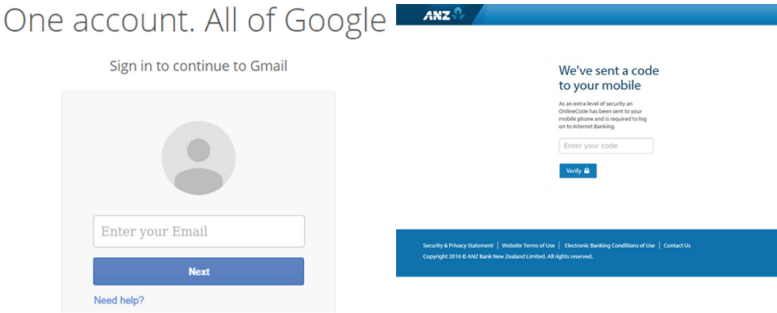 One account. All of Google
Sign in to continue to Gmail
Enter your Email
Next
Need help?
ANZ
We've sent a code
to your mobile
As an extra level of security an
OnlineCode has been sent to your
mobile phone and is required to log
on to Internet Banking.
Enter your code
Verify
Security & Privacy Statement | Website Terms of Use | Electronic Banking Conditions of Use | Contact Us
Copyright 2016 © ANZ Bank New Zealand Limited. All rights reserved.